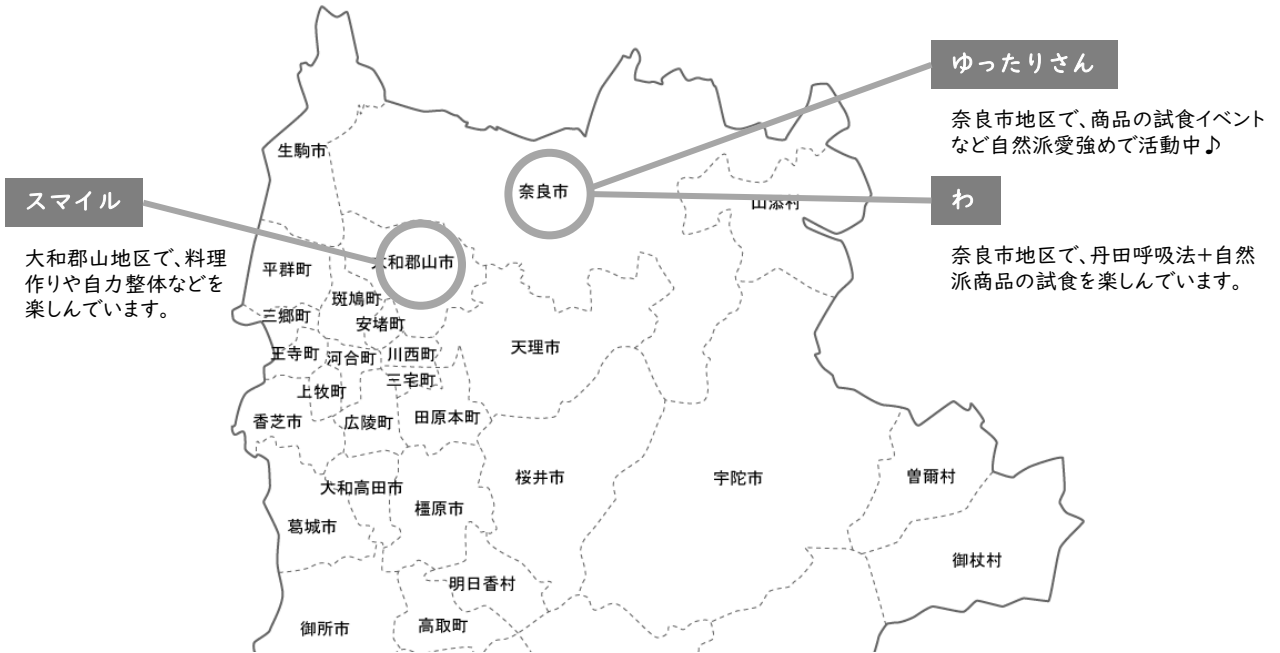 ゆったりさん
奈良市地区で、商品の試食イベント
など自然派愛強めで活動中♪
わ
奈良市地区で、丹田呼吸法＋自然
派商品の試食を楽しんでいます。
スマイル
大和郡山地区で、料理
作りや自力整体などを
楽しんでいます。
生駒市
奈良市
山添村
平群町
大和郡山市
斑鳩町
三郷町
安堵町
王寺町
河合町
川西町
天理市
三宅町
上牧町
香芝市
広陵町
田原本町
桜井市
宇陀市
曽爾村
大和高田市
橿原市
葛城市
御杖村
明日香村
御所市
高取町